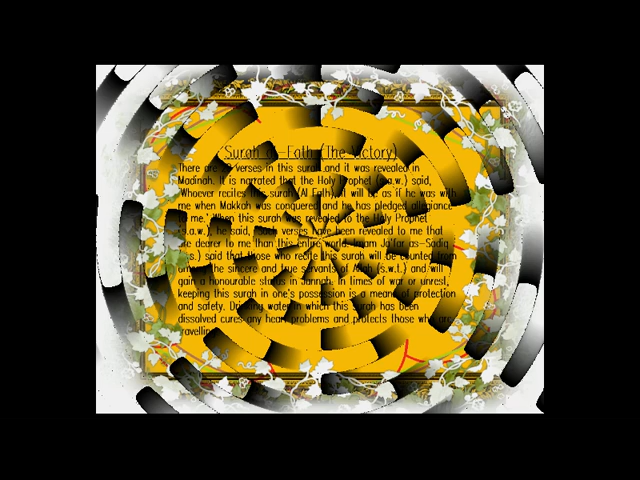 Surah al-Fath (The Victory)
There are verses in this surah and it was revealed in
Madinah. It is narrated that the Holy Prophet (s.a.w.) said,
'Whoever recites this surah (Al Fath), it will be as if he was with
me when Makkah was conquered and he has pledged allegiance
to me.' When this surah was revealed to the Holy Prophet
(s.a.w.), he said, 'Such verses have been revealed to me that
are dearer to me than this entire world. Imam Ja'far as-Sadiq
(a.s.) said that those who recite this surah will be counted from
among the sincere and true servants of Allah (s.w.t.) and will
gain a honourable status in Jannah. In times of war or unrest,
keeping this surah in one's possession is a means of protection
and safety. Drinking water in which this surah has been
dissolved cures any heart problems and protects those who are
travelling